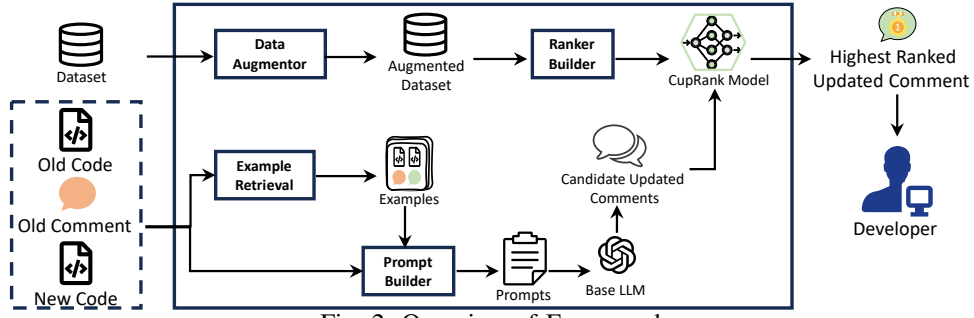 Dataset
Data
Augmentor
Augmented
Dataset
Ranker
Builder
CupRank Model
Highest Ranked
Updated Comment
Developer
Old Code
Old Comment
New Code
Example
Retrieval
Examples
Prompt
Builder
Prompts
Base LLM
Candidate Updated
Comments